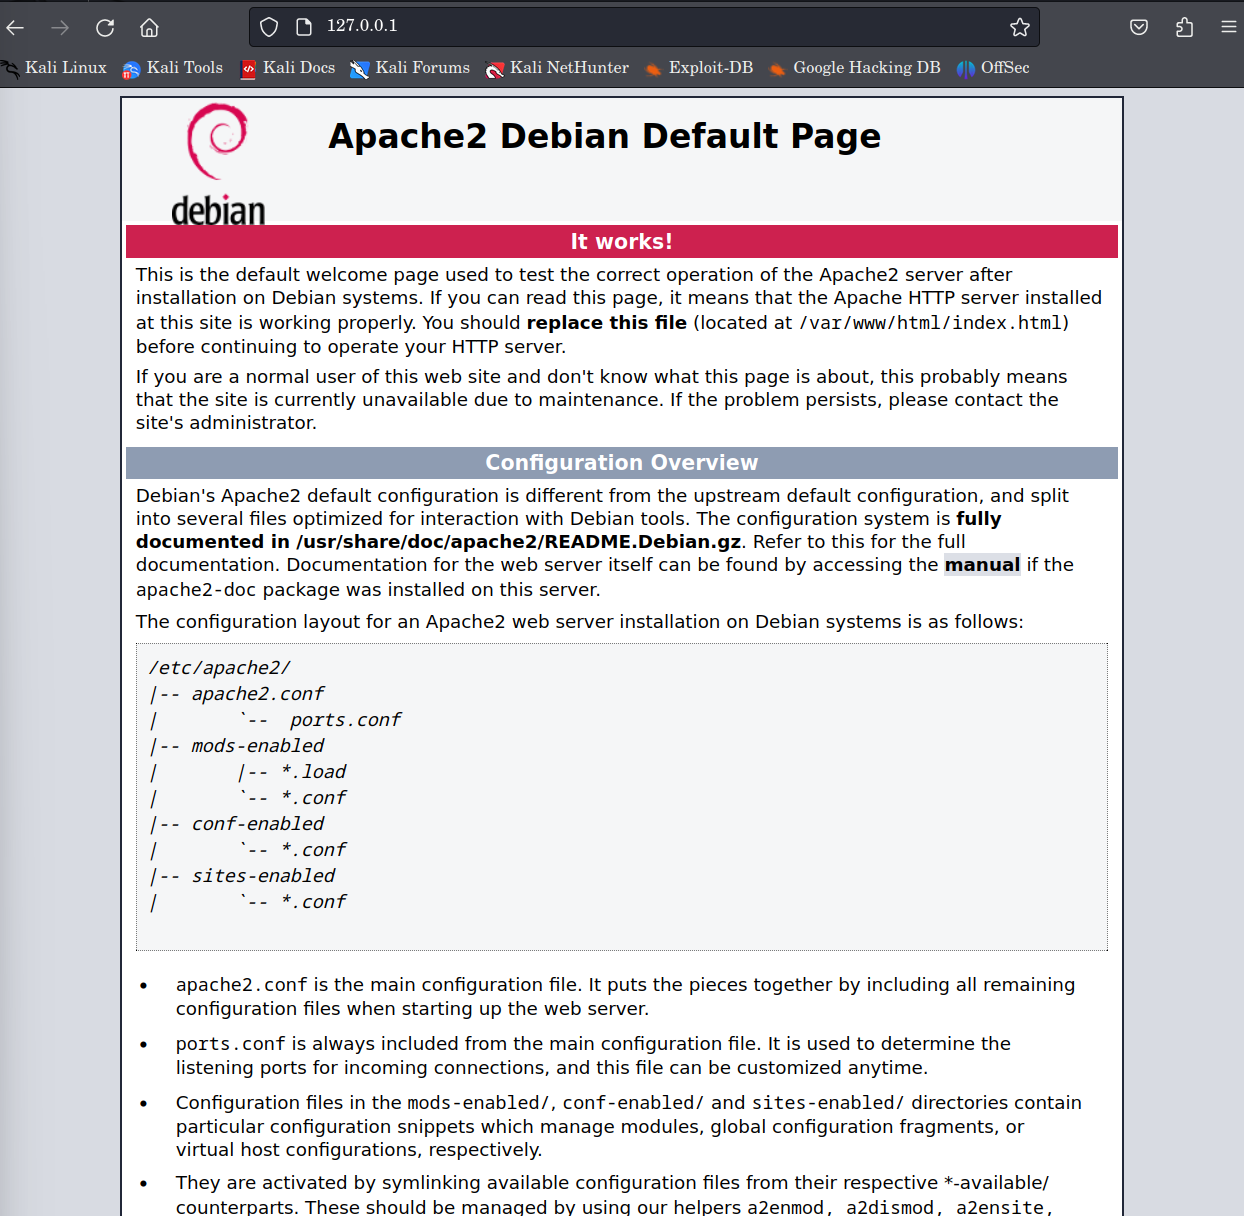 127.0.0.1
Kali Linux Kali Tools Kali Docs Kali Forums Kali NetHunter Exploit-DB Google Hacking DB OffSec
debian
Apache2 Debian Default Page
It works!
This is the default welcome page used to test the correct operation of the Apache2 server after
installation on Debian systems. If you can read this page, it means that the Apache HTTP server installed
at this site is working properly. You should replace this file (located at /var/www/html/index.html)
before continuing to operate your HTTP server.
If you are a normal user of this web site and don't know what this page is about, this probably means
that the site is currently unavailable due to maintenance. If the problem persists, please contact the
site's administrator.
Configuration Overview
Debian's Apache2 default configuration is different from the upstream default configuration, and split
into several files optimized for interaction with Debian tools. The configuration system is fully
documented in /usr/share/doc/apache2/README.Debian.gz. Refer to this for the full
documentation. Documentation for the web server itself can be found by accessing the manual if the
apache2-doc package was installed on this server.
The configuration layout for an Apache2 web server installation on Debian systems is as follows:
/etc/apache2/
|-- apache2.conf
|       `--  ports.conf
|-- mods-enabled
|       |-- *.load
|       `-- *.conf
|-- conf-enabled
|       `-- *.conf
|-- sites-enabled
|       `-- *.conf
• apache2.conf is the main configuration file. It puts the pieces together by including all remaining
configuration files when starting up the web server.
• ports.conf is always included from the main configuration file. It is used to determine the
listening ports for incoming connections, and this file can be customized anytime.
• Configuration files in the mods-enabled/, conf-enabled/ and sites-enabled/ directories contain
particular configuration snippets which manage modules, global configuration fragments, or
virtual host configurations, respectively.
• They are activated by symlinking available configuration files from their respective *-available/
counterparts. These should be managed by using our helpers a2enmod, a2dismod, a2ensite,